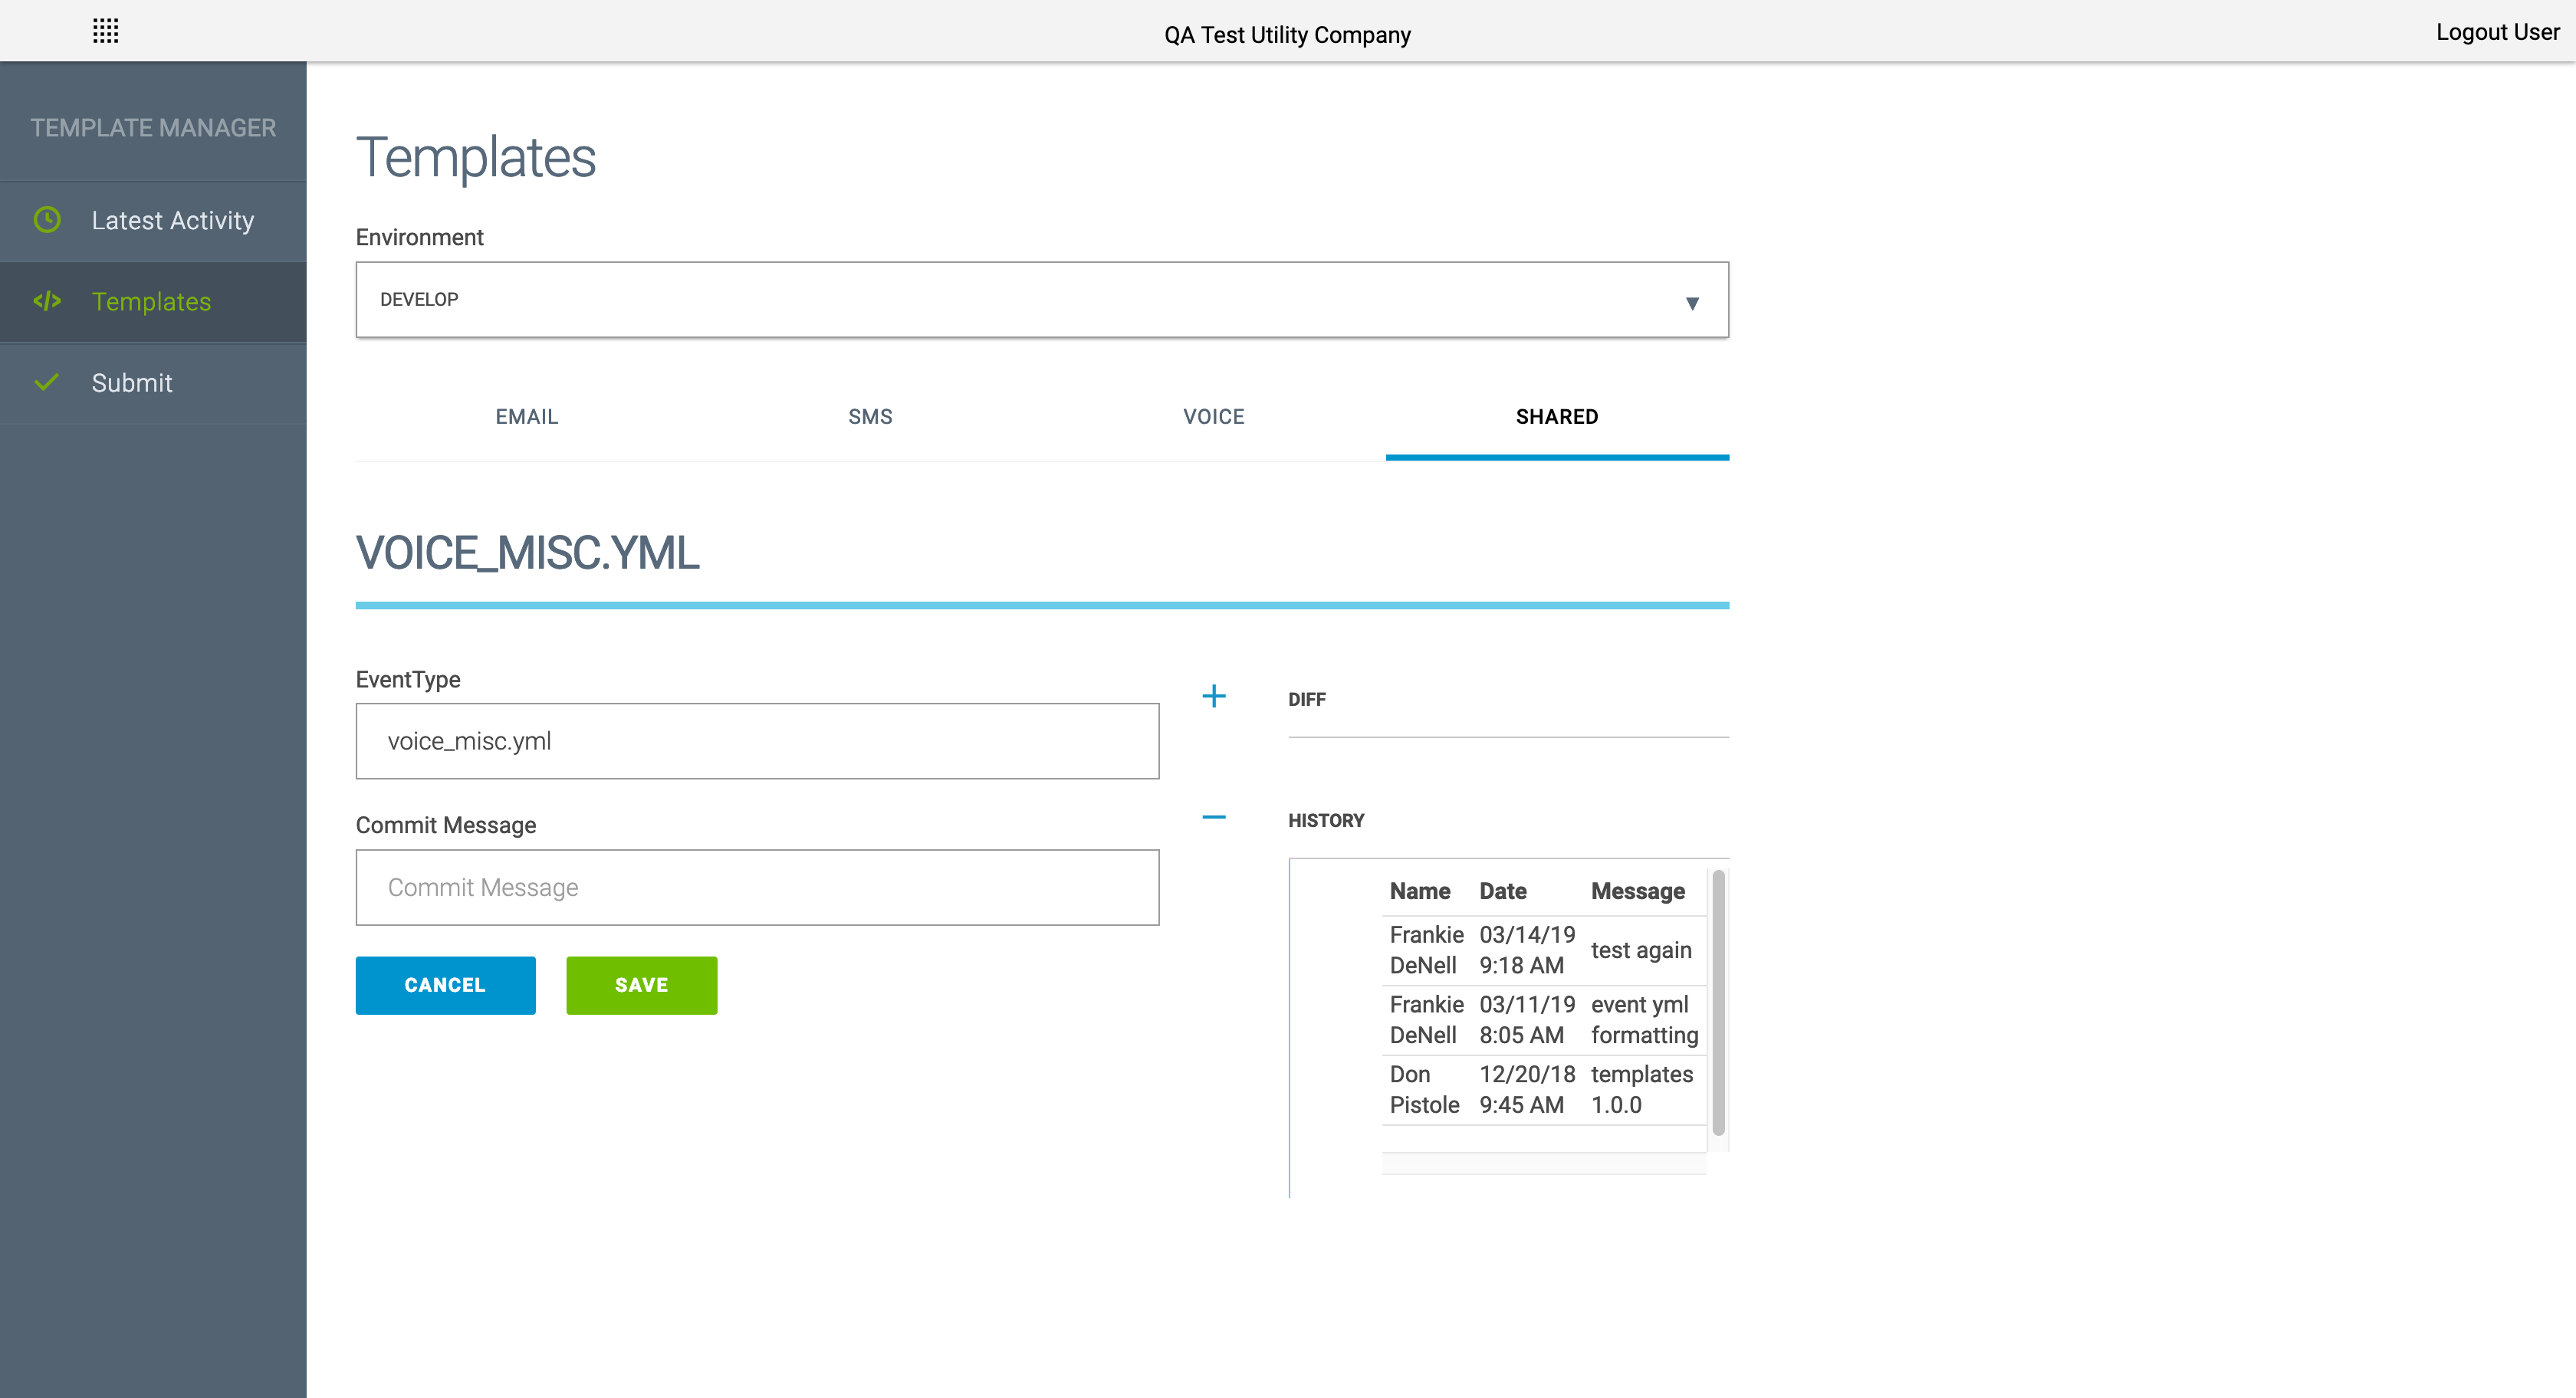 QA Test Utility Company
Logout User
TEMPLATE MANAGER
Latest Activity
Templates
Submit
Templates
Environment
DEVELOP
EMAIL SMS VOICE SHARED
VOICE_MISC.YML
EventType
voice_misc.yml
Commit Message
Commit Message
CANCEL SAVE
DIFF
HISTORY
Name Date Message
Frankie 03/14/19 test again
DeNell 9:18 AM
Frankie 03/11/19 event yml
DeNell 8:05 AM formatting
Don 12/20/18 templates
Pistole 9:45 AM 1.0.0